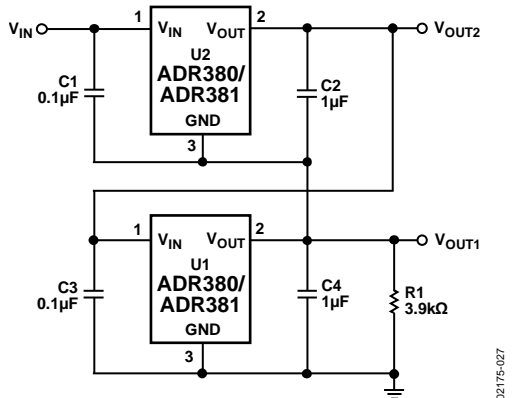 VIN
1
VIN
VOUT
2
VOUT2
U2
ADR380/
ADR381
C1
0.1µF
C2
1µF
GND
3
1
VIN
VOUT
2
VOUT1
U1
ADR380/
ADR381
C3
0.1µF
C4
1µF
R1
3.9kΩ
GND
3
02175-027